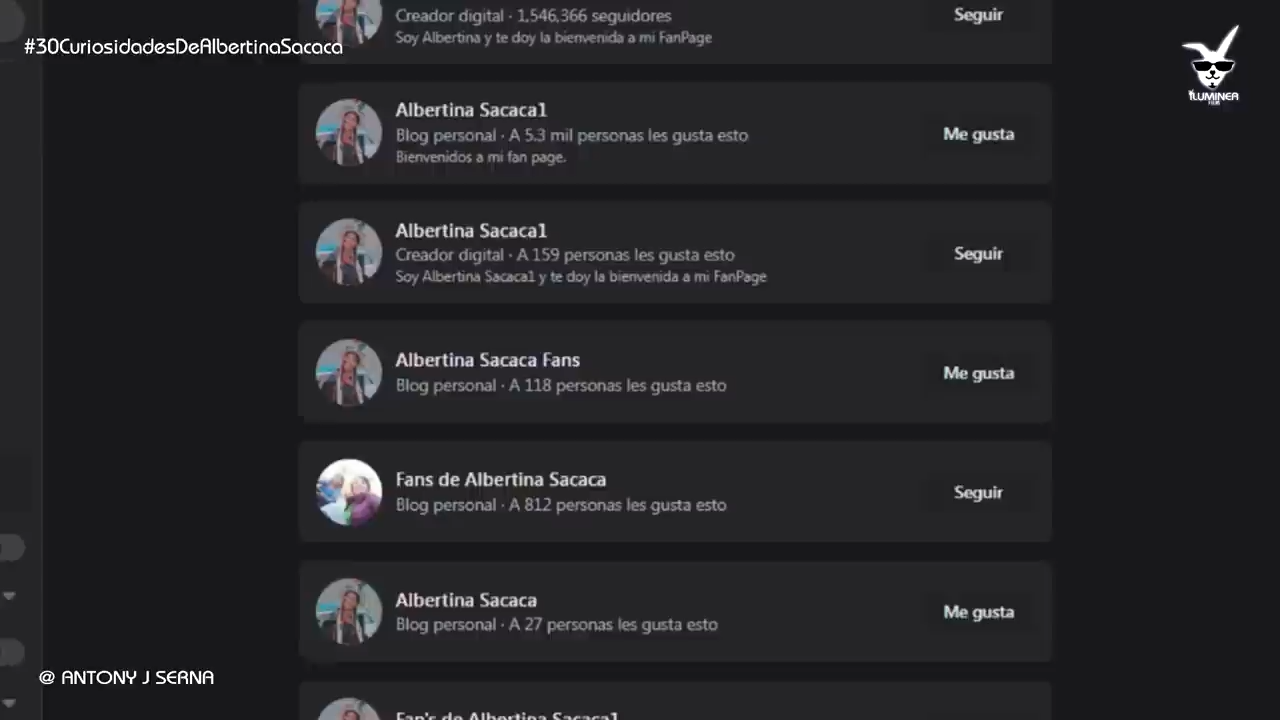 #30CuriosidadesDeAlbertinaSacaca
Creador digital · 1,546,366 seguidores
Seguir
Soy Albertina y te doy la bienvenida a mi FanPage
ILUMINER
Albertina Sacaca1
Blog personal · A 5.3 mil personas les gusta esto
Me gusta
Bienvenidos a mi fan page.
Albertina Sacaca1
Creador digital · A 159 personas les gusta esto
Seguir
Soy Albertina Sacaca1 y te doy la bienvenida a mi FanPage
Albertina Sacaca Fans
Blog personal · A 118 personas les gusta esto
Me gusta
Fans de Albertina Sacaca
Blog personal · A 812 personas les gusta esto
Seguir
Albertina Sacaca
Blog personal · A 27 personas les gusta esto
Me gusta
@ ANTONY J SERNA
Fan's de Albertina Sacaca1